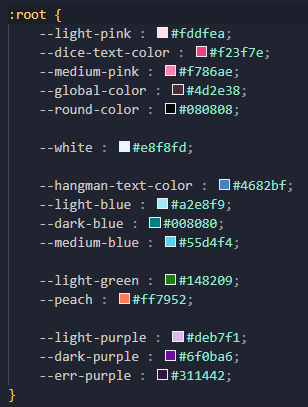 :root {
--light-pink : #fddfea;
--dice-text-color : #f23f7e;
--medium-pink : #f786ae;
--global-color : #4d2e38;
--round-color : #080808;
--white : #e8f8fd;
--hangman-text-color : #4682bf;
--light-blue : #a2e8f9;
--dark-blue : #008080;
--medium-blue : #55d4f4;
--light-green : #148209;
--peach : #ff7952;
--light-purple : #deb7f1;
--dark-purple : #6f0ba6;
--err-purple : #311442;
}